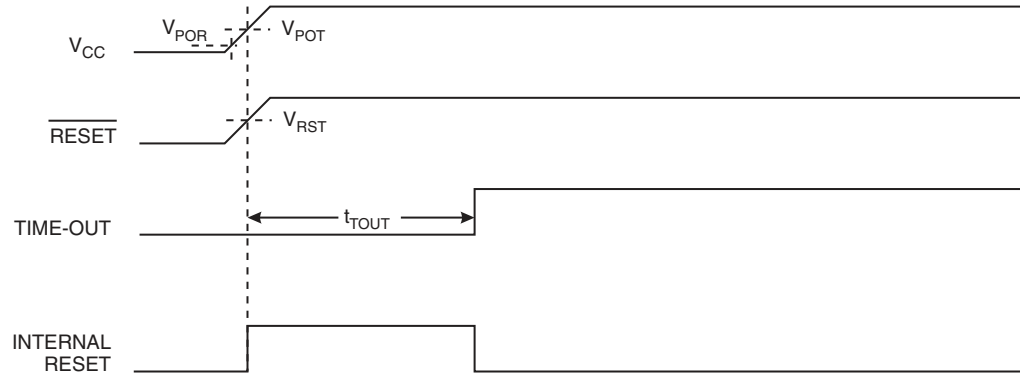 V_POR
V_POT
V_CC
V_RST
RESET
TIME-OUT
t_TOUT
INTERNAL
RESET